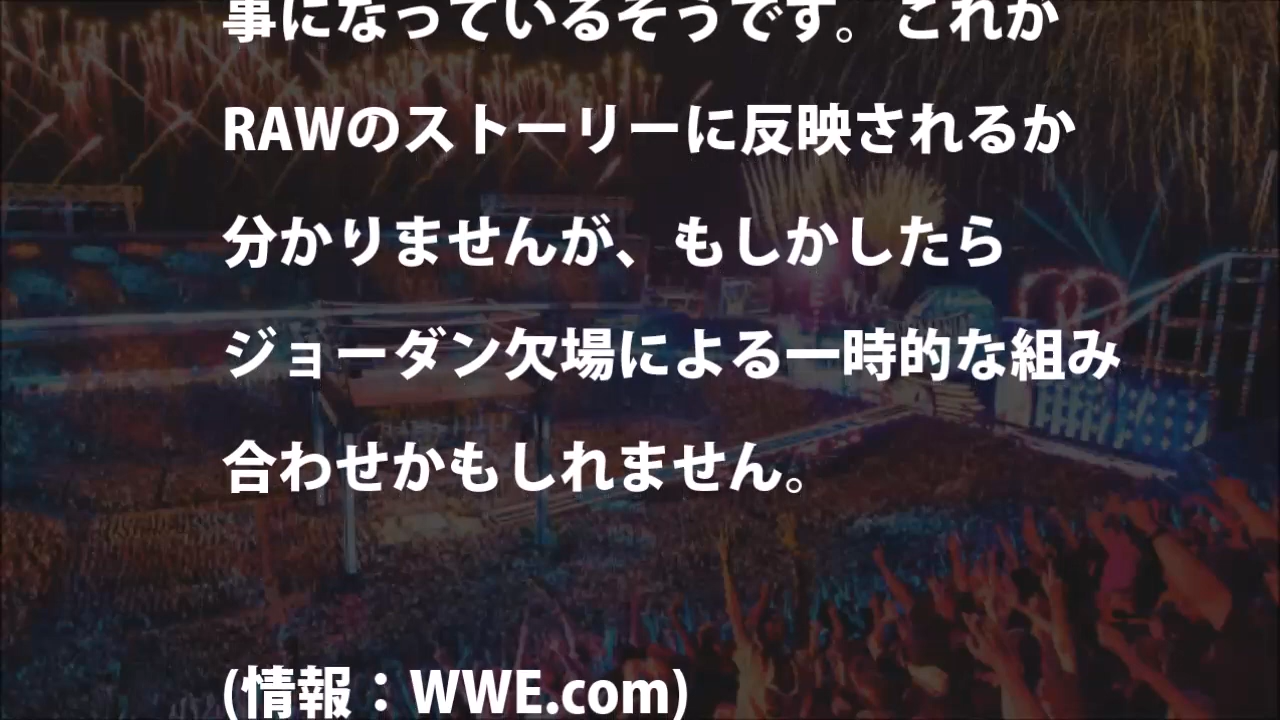 事になっているそうです。これが
RAWのストーリーに反映されるか
分かりませんが、もしかしたら
ジョーダン欠場による一時的な組み
合わせかもしれません。
(情報：WWE.com)